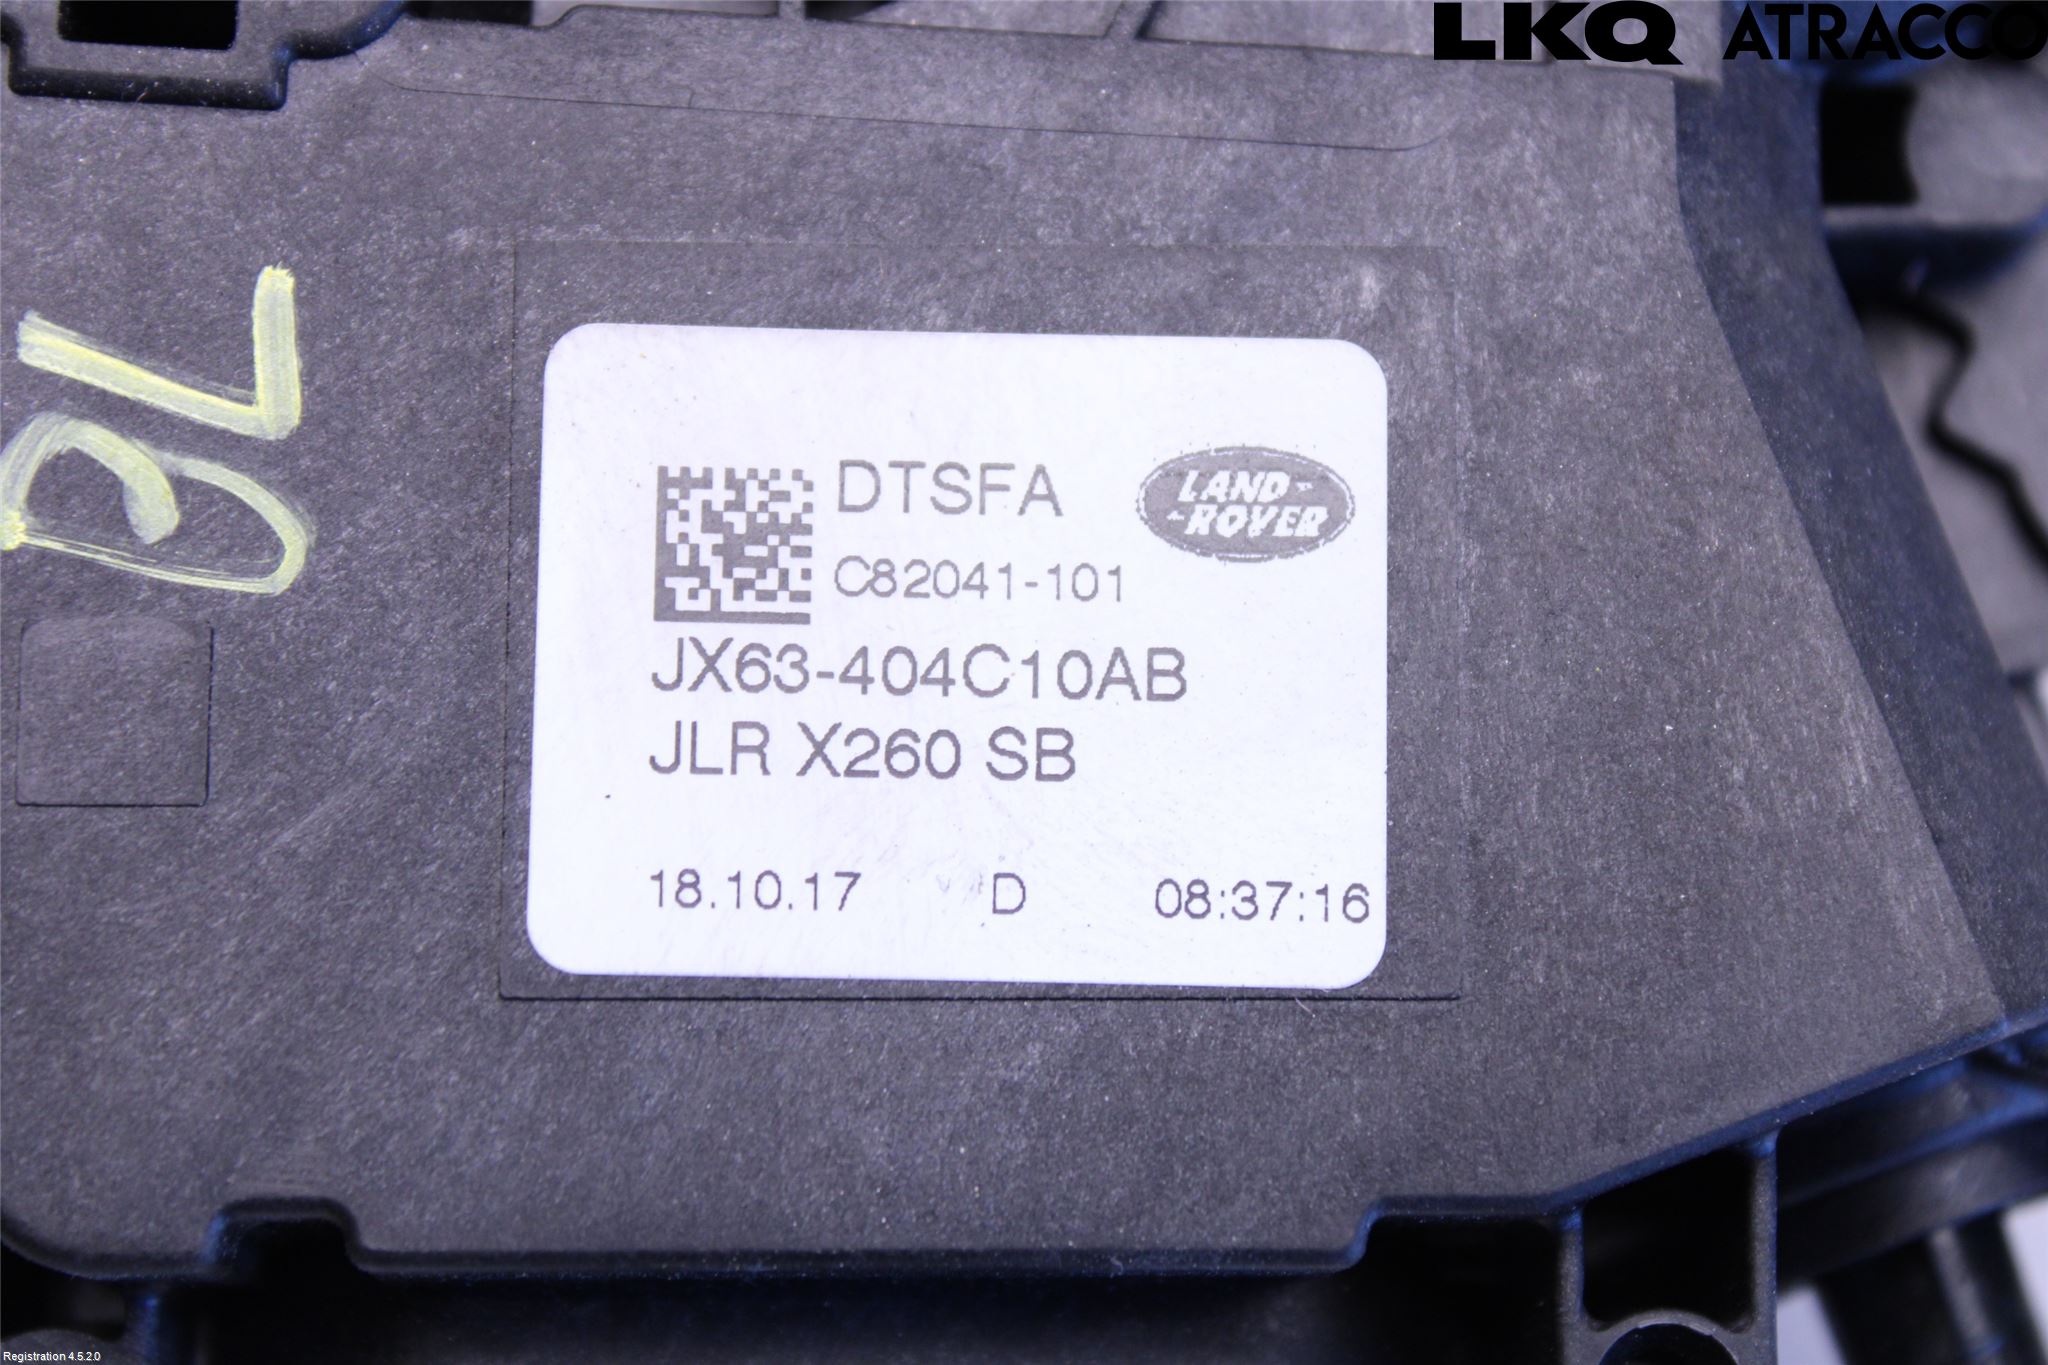 LKQ ATRACCO
DTSFA
LAND-
-ROVER
C82041-101
JX63-404C10AB
JLR X260 SB
18.10.17 D 08:37:16
Registration 4.5.2.0